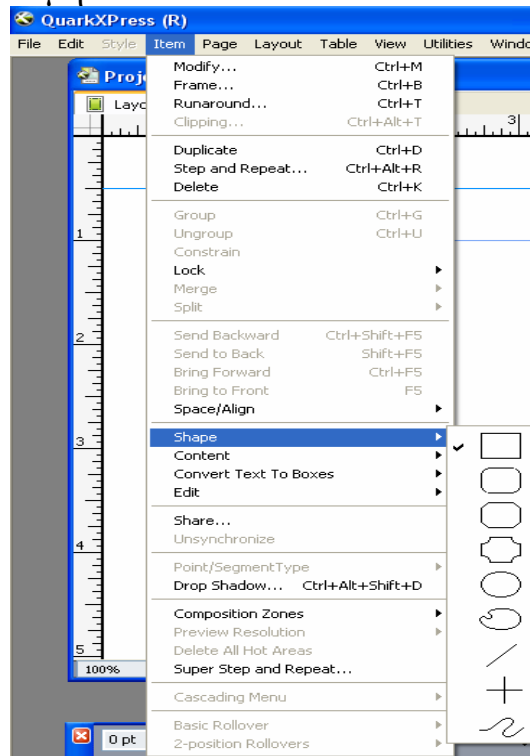 QuarkXPress (R)
File Edit Style Item Page Layout Table View Utilities
Modify... Ctrl+M
Frame... Ctrl+B
Runaround... Ctrl+T
Clipping... Ctrl+Alt+T
Duplicate Ctrl+D
Step and Repeat... Ctrl+Alt+R
Delete Ctrl+K
Group Ctrl+G
Ungroup Ctrl+U
Constrain
Lock
Merge
Split
Send Backward Ctrl+Shift+F5
Send to Back Shift+F5
Bring Forward Ctrl+F5
Bring to Front F5
Space/Align
Shape
Content
Convert Text To Boxes
Edit
Share...
Unsynchronize
Point/SegmentType
Drop Shadow... Ctrl+Alt+Shift+D
Composition Zones
Preview Resolution
Delete All Hot Areas
Super Step and Repeat...
Cascading Menu
Basic Rollover
2-position Rollovers
3
1
2
3
4
5
100%
0 pt